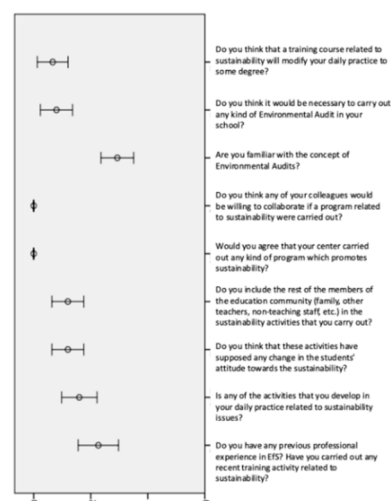 Do you think that a training course related to
sustainability will modify your daily practice to
some degree?
Do you think it would be necessary to carry out
any kind of Environmental Audit in your
school?
Are you familiar with the concept of
Environmental Audits?
Do you think any of your colleagues would
be willing to collaborate if a program related
to sustainability were carried out?
Would you agree that your center carried
out any kind of program which promotes
sustainability?
Do you include the rest of the members of
the education community (family, other
teachers, non-teaching staff, etc.) in the
sustainability activities that you carry out?
Do you think that these activities have
supposed any change in the students'
attitude towards the sustainability?
Is any of the activities that you develop in
your daily practice related to sustainability
issues?
Do you have any previous professional
experience in EfS? Have you carried out any
recent training activity related to
sustainability?